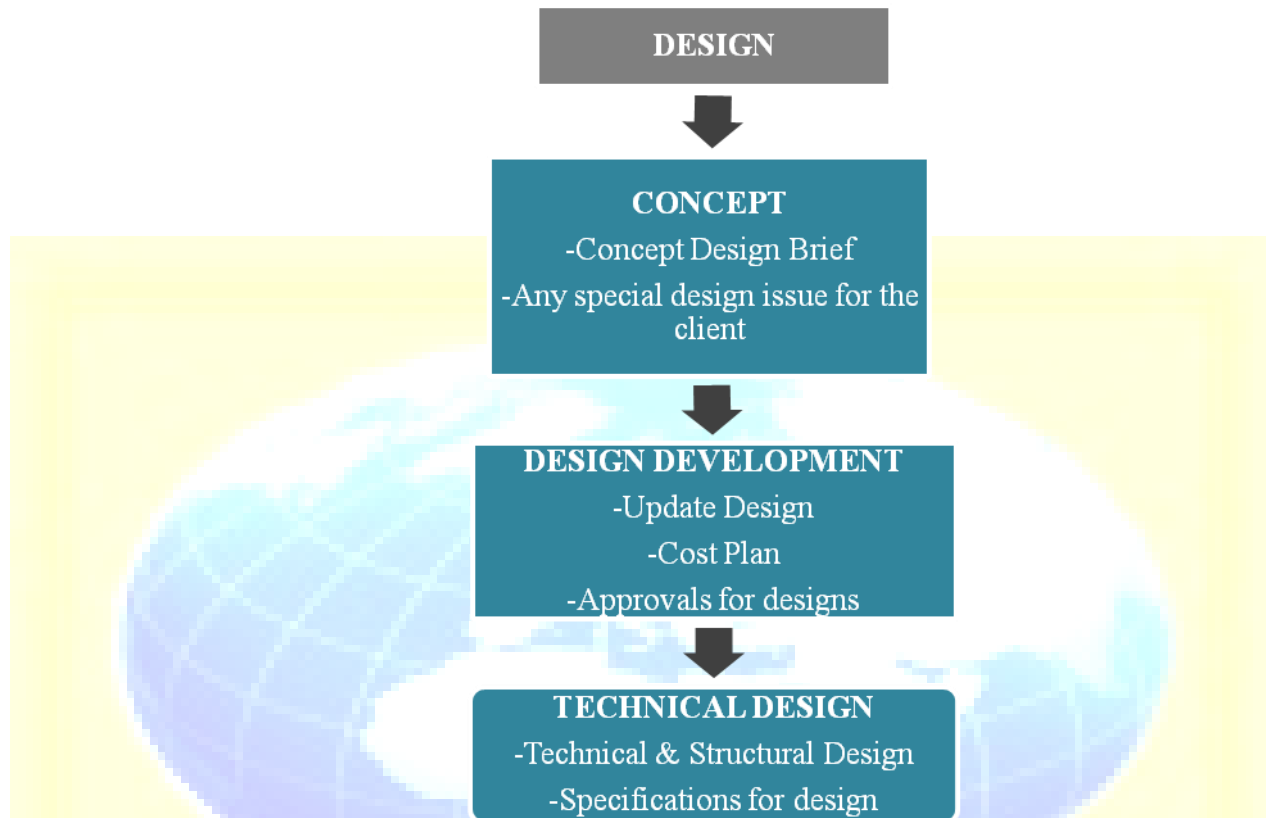 DESIGN
CONCEPT
-Concept Design Brief
-Any special design issue for the
client
DESIGN DEVELOPMENT
-Update Design
-Cost Plan
-Approvals for designs
TECHNICAL DESIGN
-Technical & Structural Design
-Specifications for design